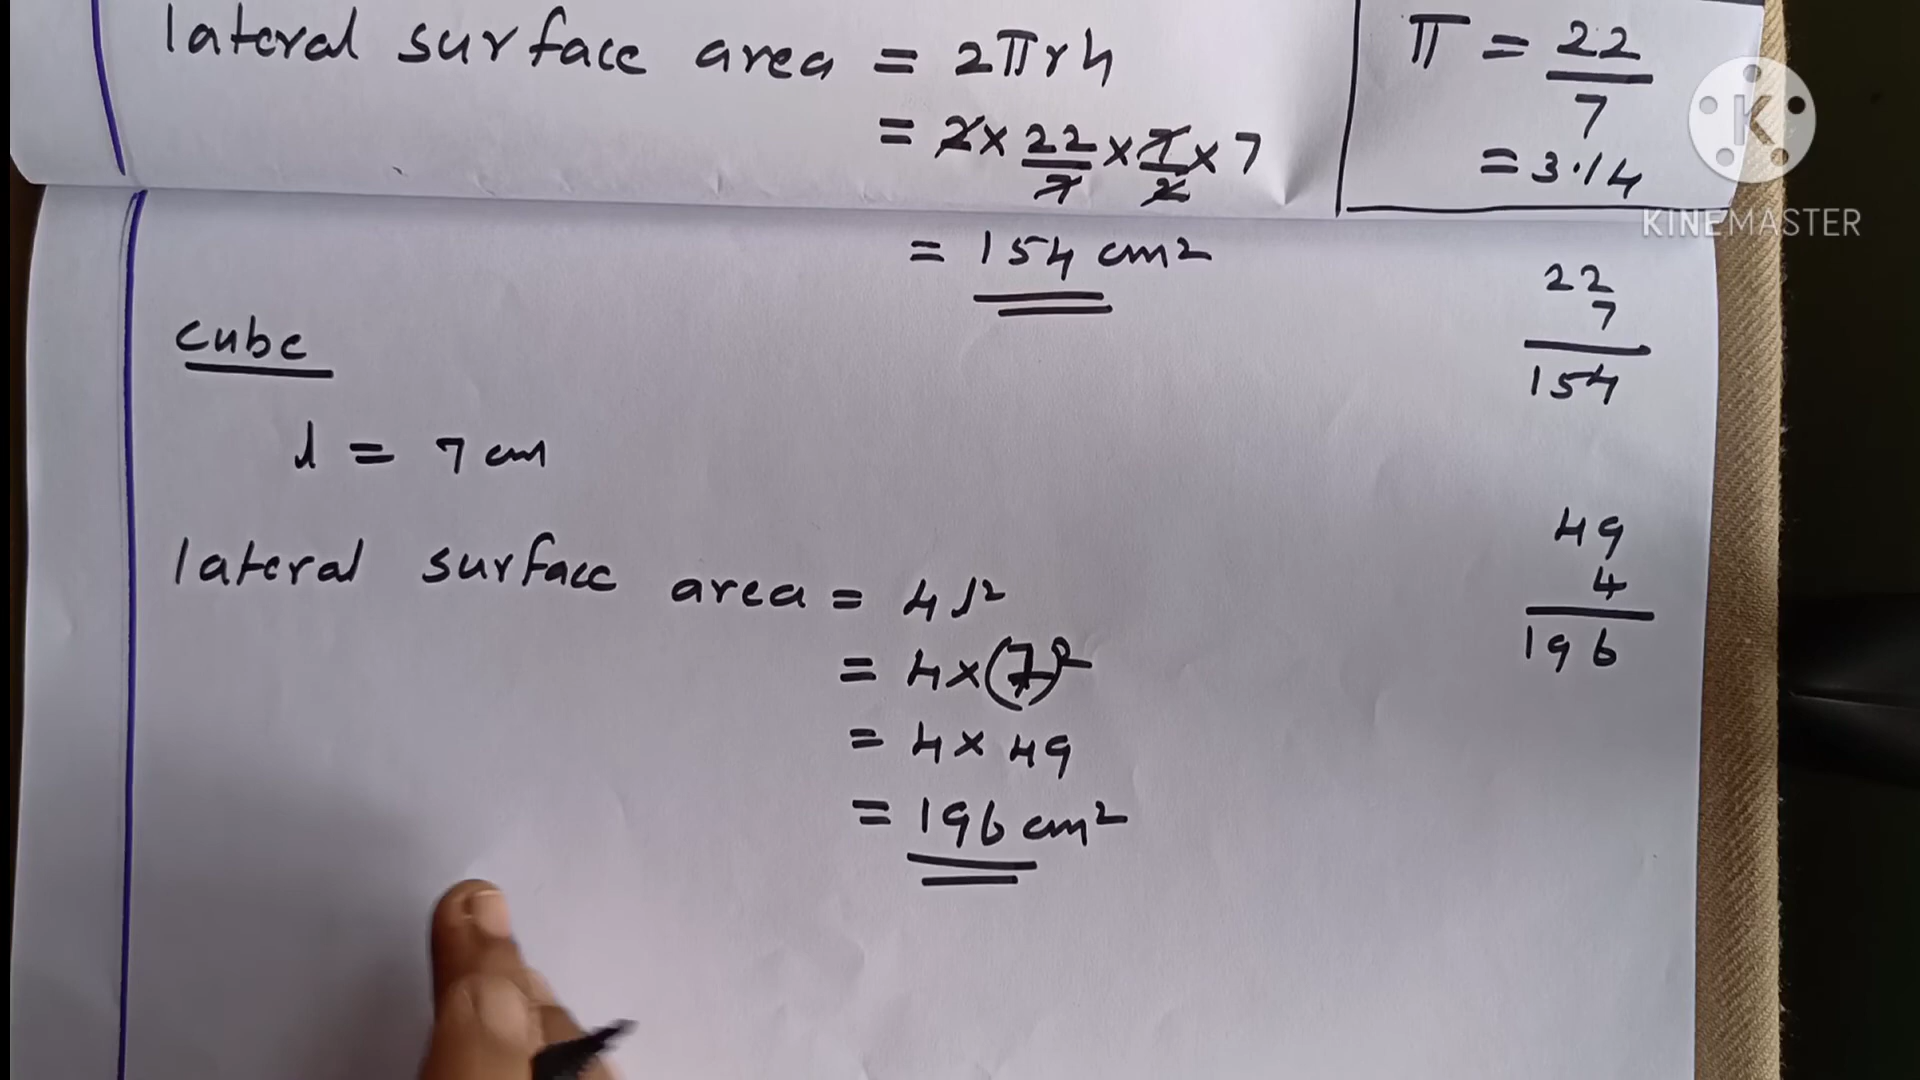 lateral surface area = 2πrh
= 2 × 22/7 × 7/2 × 7
= 154 cm²
π = 22/7
= 3.14
K
KINEMASTER
22
7
154
cube
l = 7 cm
lateral surface area = 4l²
= 4×(7)²
= 4× 49
= 196 cm²
49
4
196